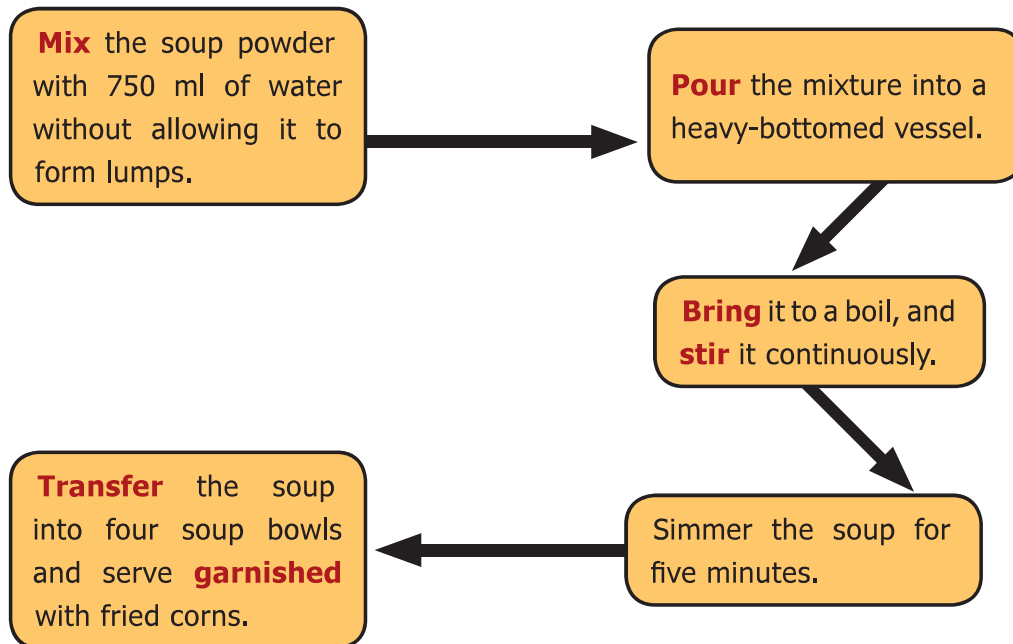 Mix the soup powder
with 750 ml of water
without allowing it to
form lumps.
Pour the mixture into a
heavy-bottomed vessel.
Bring it to a boil, and
stir it continuously.
Simmer the soup for
five minutes.
Transfer the soup
into four soup bowls
and serve garnished
with fried corns.